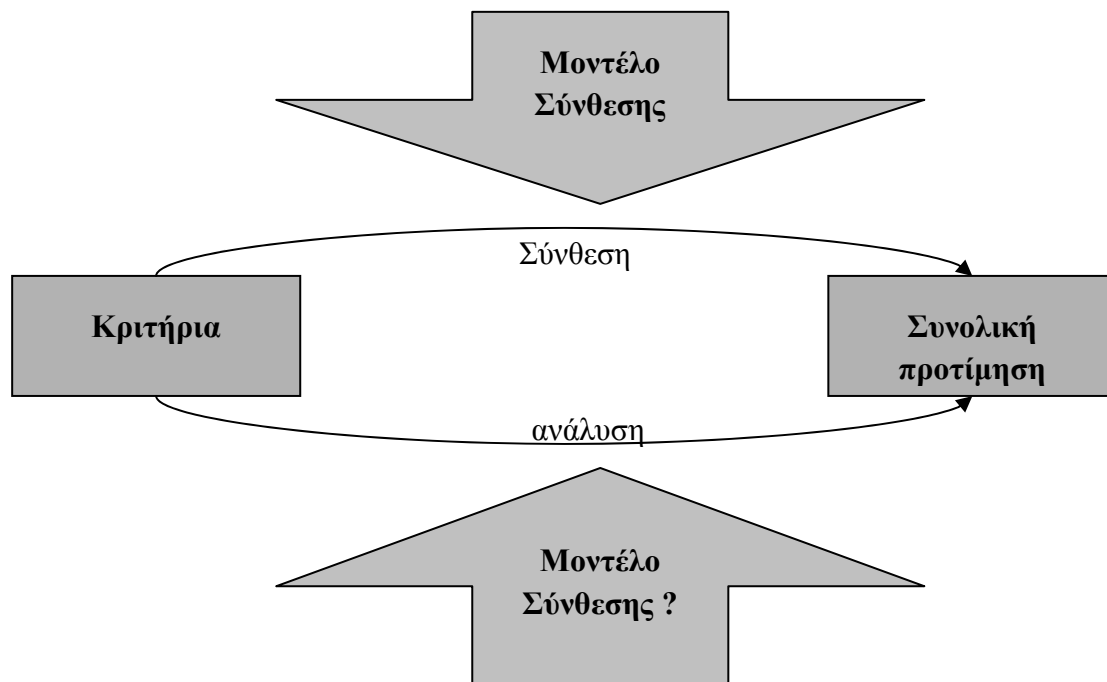 Μοντέλο
Σύνθεσης
Σύνθεση
Κριτήρια
Συνολική
προτίμηση
ανάλυση
Μοντέλο
Σύνθεσης ?